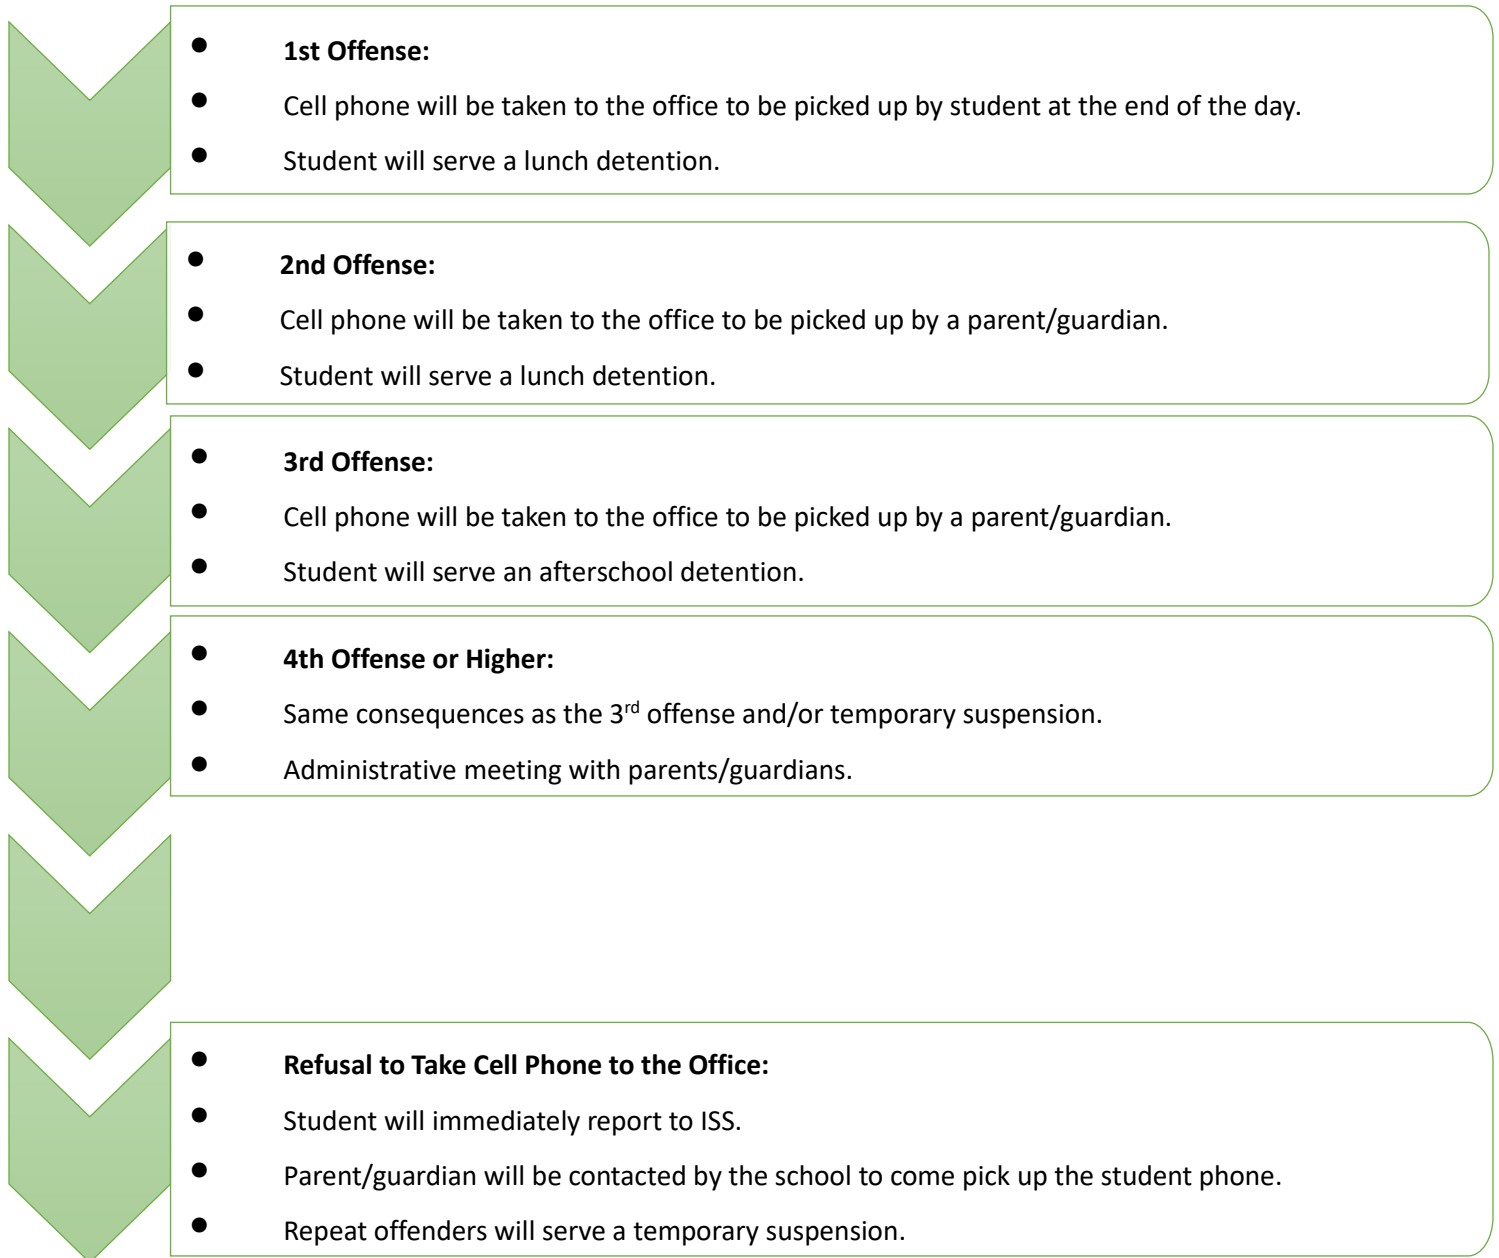 ● 1st Offense:
● Cell phone will be taken to the office to be picked up by student at the end of the day.
● Student will serve a lunch detention.
● 2nd Offense:
● Cell phone will be taken to the office to be picked up by a parent/guardian.
● Student will serve a lunch detention.
● 3rd Offense:
● Cell phone will be taken to the office to be picked up by a parent/guardian.
● Student will serve an afterschool detention.
● 4th Offense or Higher:
● Same consequences as the 3rd offense and/or temporary suspension.
● Administrative meeting with parents/guardians.
● Refusal to Take Cell Phone to the Office:
● Student will immediately report to ISS.
● Parent/guardian will be contacted by the school to come pick up the student phone.
● Repeat offenders will serve a temporary suspension.